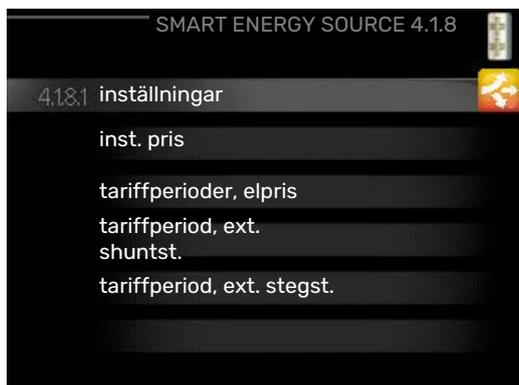 SMART ENERGY SOURCE 4.1.8
4.1.8.1 inställningar
inst. pris
tariffperioder, elpris
tariffperiod, ext.
shuntst.
tariffperiod, ext. stegst.